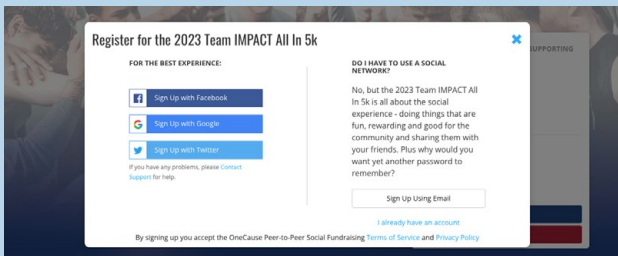 Register for the 2023 Team IMPACT All In 5k
SUPPORTING
FOR THE BEST EXPERIENCE:
Sign Up with Facebook
Sign Up with Google
Sign Up with Twitter
If you have any problems, please Contact
Support for help.
DO I HAVE TO USE A SOCIAL
NETWORK?
No, but the 2023 Team IMPACT All
In 5k is all about the social
experience - doing things that are
fun, rewarding and good for the
community and sharing them with
your friends. Plus why would you
want yet another password to
remember?
Sign Up Using Email
I already have an account
By signing up you accept the OneCause Peer-to-Peer Social Fundraising Terms of Service and Privacy Policy